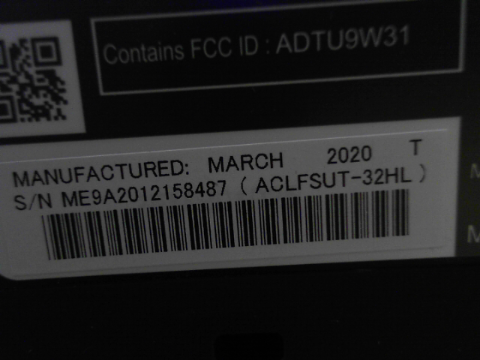 Contains FCC ID : ADTU9W31
MANUFACTURED: MARCH 2020 T
S/N ME9A2012158487 ( ACLFSUT-32HL )
M
M